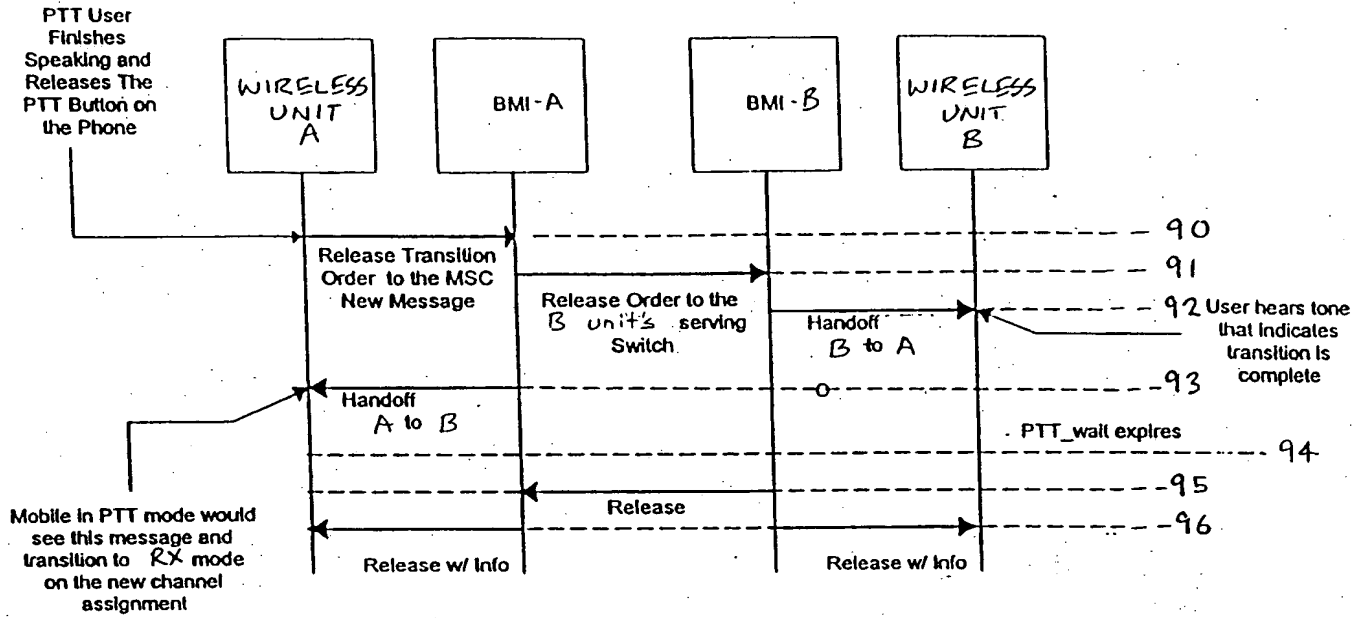 PTT User
Finishes
Speaking and
Releases The
PTT Button on
the Phone
WIRELESS
UNIT
A
BMI-A
BMI-B
WIRELESS
UNIT
B
90
Release Transition
Order to the MSC
New Message
91
Release Order to the
B unit's serving
Switch
Handoff
B to A
92
User hears tone
that Indicates
transition is
complete
93
Handoff
A to B
PTT_wait expires
94
95
Release
96
Release w/ Info
Release w/ Info
Mobile in PTT mode would
see this message and
transition to RX mode
on the new channel
assignment